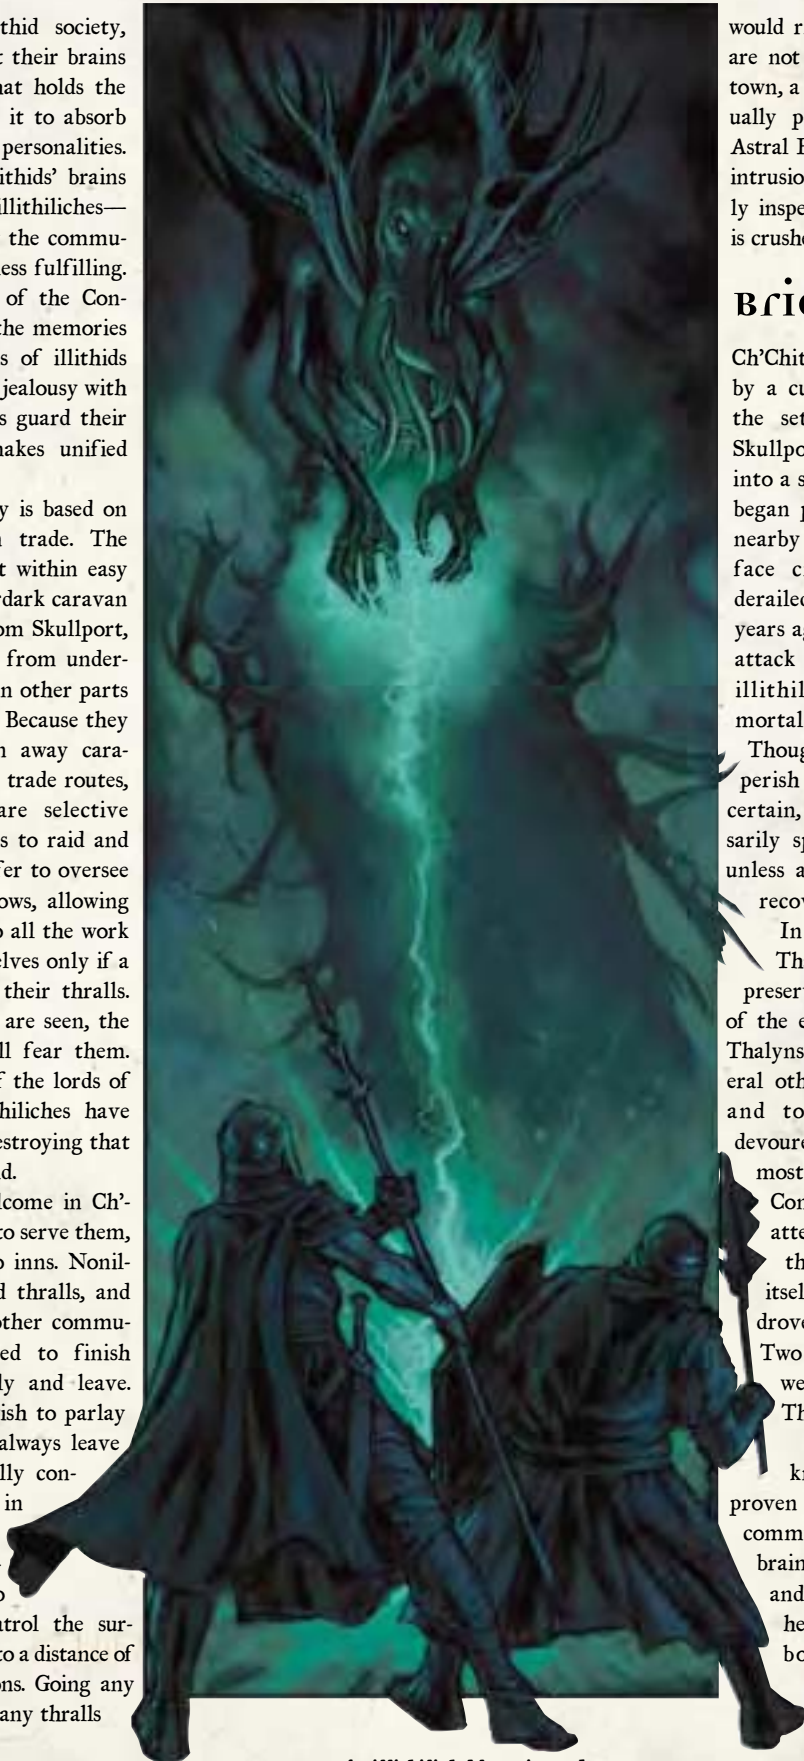 thid society,
t their brains
hat holds the
it to absorb
personalities.
ithids' brains
illithiliches—
the commu-
ess fulfilling.
of the Con-
the memories
s of illithids
jealousy with
s guard their
makes unified
y is based on
trade. The
t within easy
rdark caravan
om Skullport,
from under-
n other parts
Because they
n away cara-
trade routes,
are selective
s to raid and
fer to oversee
ows, allowing
o all the work
elves only if a
their thralls.
are seen, the
ll fear them.
f the lords of
hiliches have
estroying that
d.
lcome in Ch'-
to serve them,
o inns. Nonil-
d thralls, and
other commu-
ed to finish
ly and leave.
ish to parlay
always leave
lly con-
in
o
ntrol the sur-
to a distance of
ons. Going any
any thralls
would r
are not
town, a
ually p
Astral P
intrusio
ly inspe
is crushe
Bri
Ch'Chit
by a cu
the set
Skullpo
into a s
began p
nearby
face c
derailed
years ag
attack
illithil
mortal
Thoug
perish
certain,
sarily sp
unless a
recov
In
Th
preserv
of the e
Thalyns
eral oth
and to
devoure
most
Con
atte
th
itsel
drove
Two
we
Th
kn
proven
comm
brain
and
he
bo